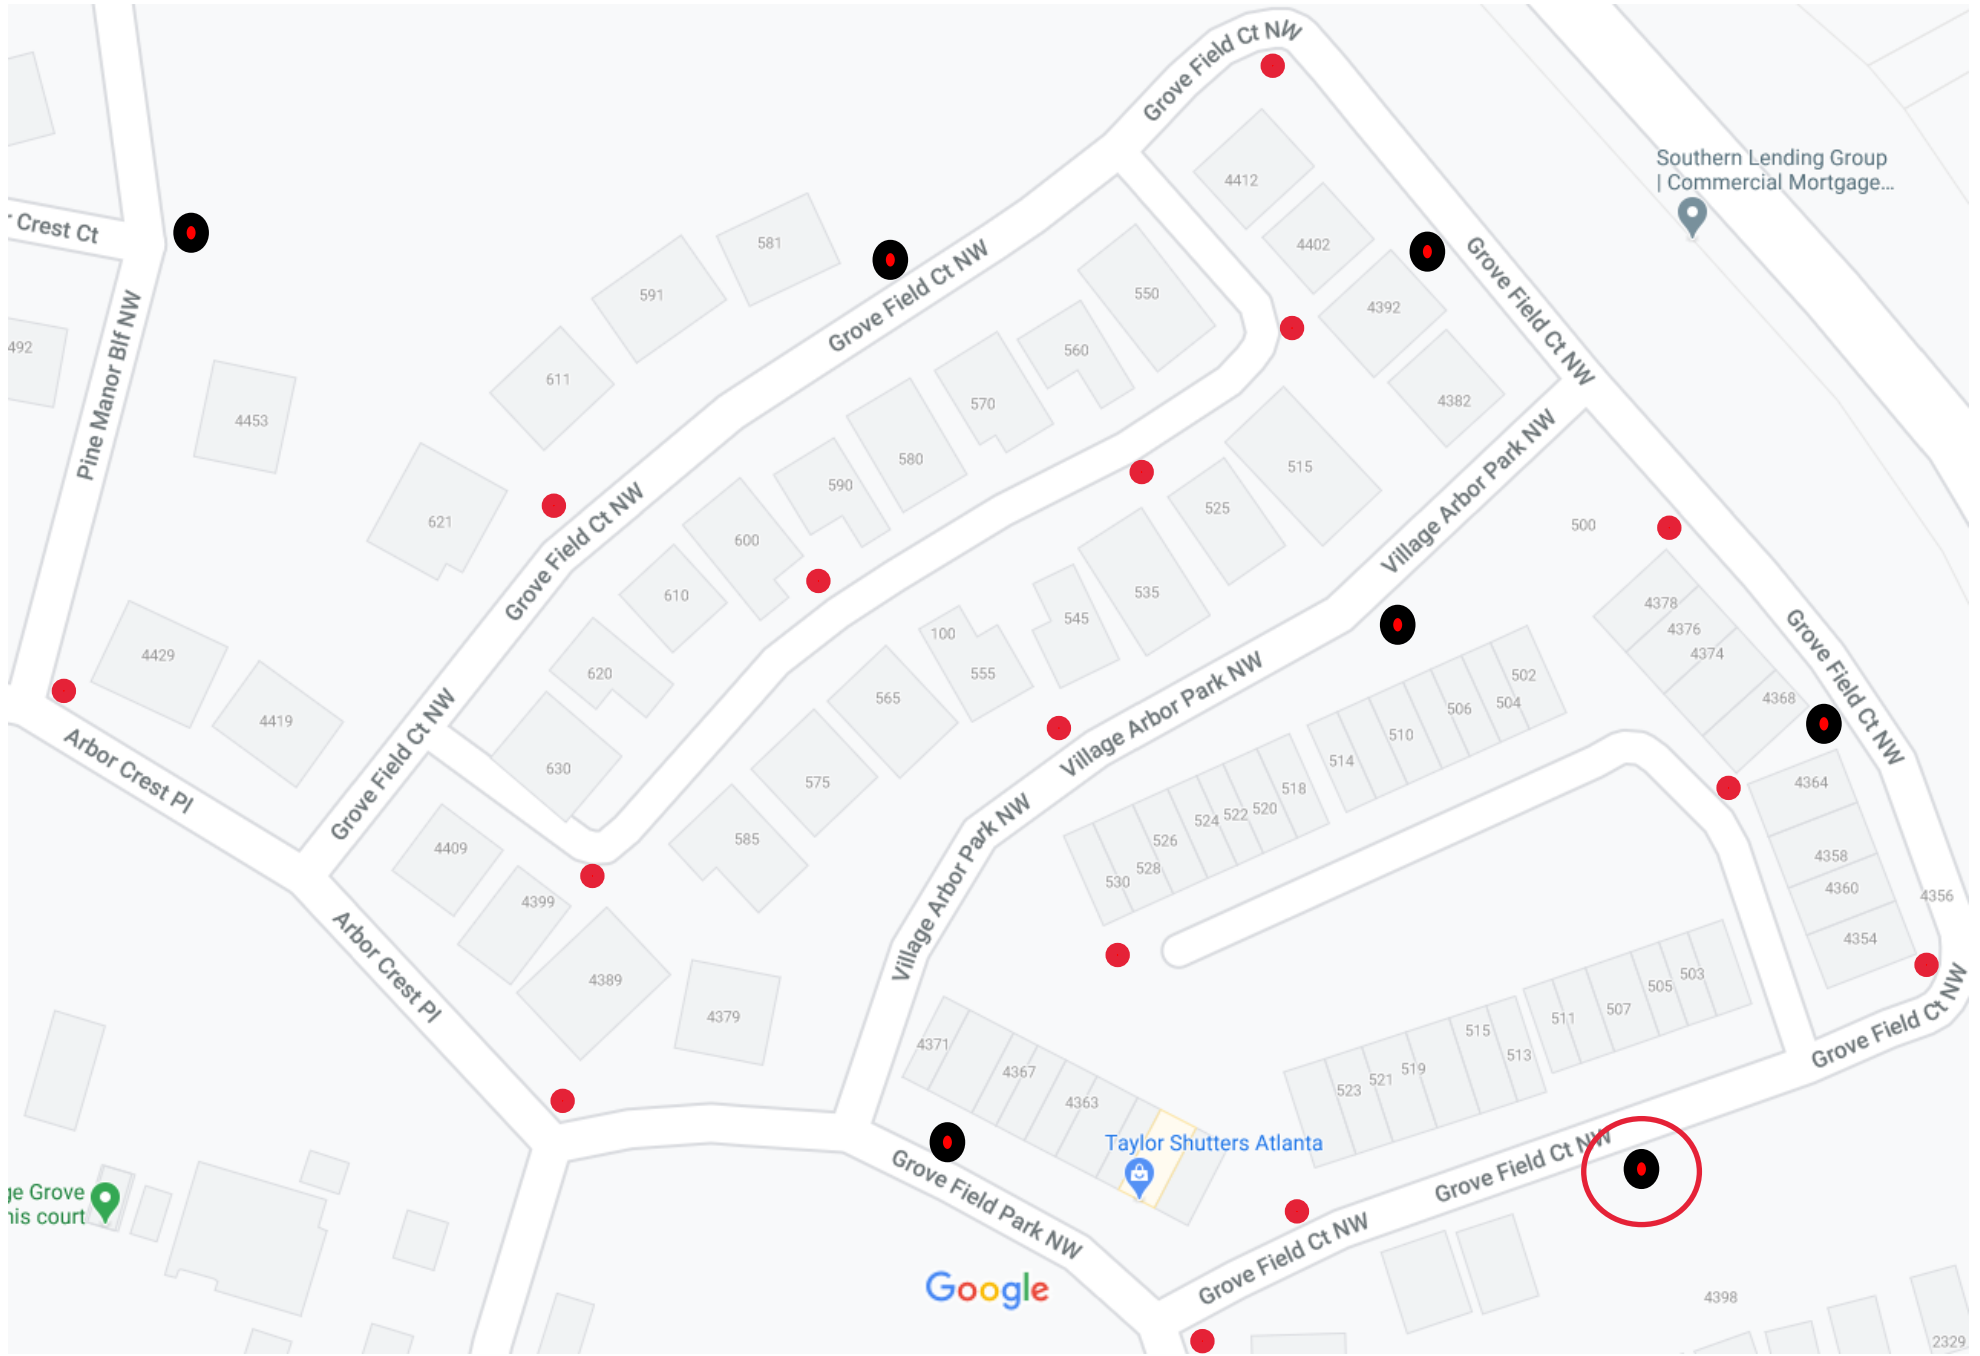 Grove Field Ct NW
Grove Field Ct NW
Southern Lending Group
| Commercial Mortgage...
4412
r Crest Ct
581
4402
Grove Field Ct NW
Grove Field Ct NW
591
550
4392
492
560
611
4382
570
Pine Manor Blf NW
4453
580
515
Village Arbor Park NW
590
525
621
500
Grove Field Ct NW
600
610
535
4378
545
4376
100
4429
4374
620
555
502
Grove Field Ct NW
565
4368
504
506
4419
Village Arbor Park NW
510
Arbor Crest Pl
Grove Field Ct NW
630
514
575
4364
518
520
522
524
585
526
4409
4358
528
530
Village Arbor Park NW
4360
4356
4399
4354
Arbor Crest Pl
4389
503
505
507
4379
511
Grove Field Ct NW
515
4371
513
519
4367
521
523
4363
Taylor Shutters Atlanta
Grove Field Ct NW
ge Grove
nis court
Grove Field Park NW
Grove Field Ct NW
Google
4398
2329